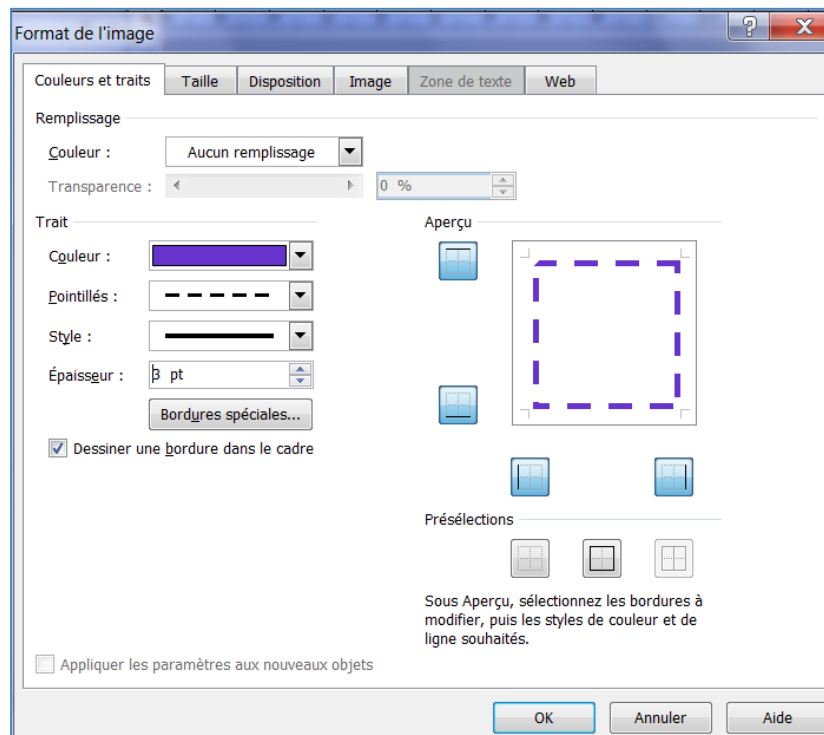 Format de l'image
?
X
Couleurs et traits Taille Disposition Image Zone de texte Web
Remplissage
Couleur : Aucun remplissage
Transparence : 0 %
Trait
Couleur :
Pointillés :
Style :
Épaisseur : 3 pt
Bordures spéciales...
Dessiner une bordure dans le cadre
Aperçu
Présélections
Sous Aperçu, sélectionnez les bordures à
modifier, puis les styles de couleur et de
ligne souhaités.
Appliquer les paramètres aux nouveaux objets
OK Annuler Aide